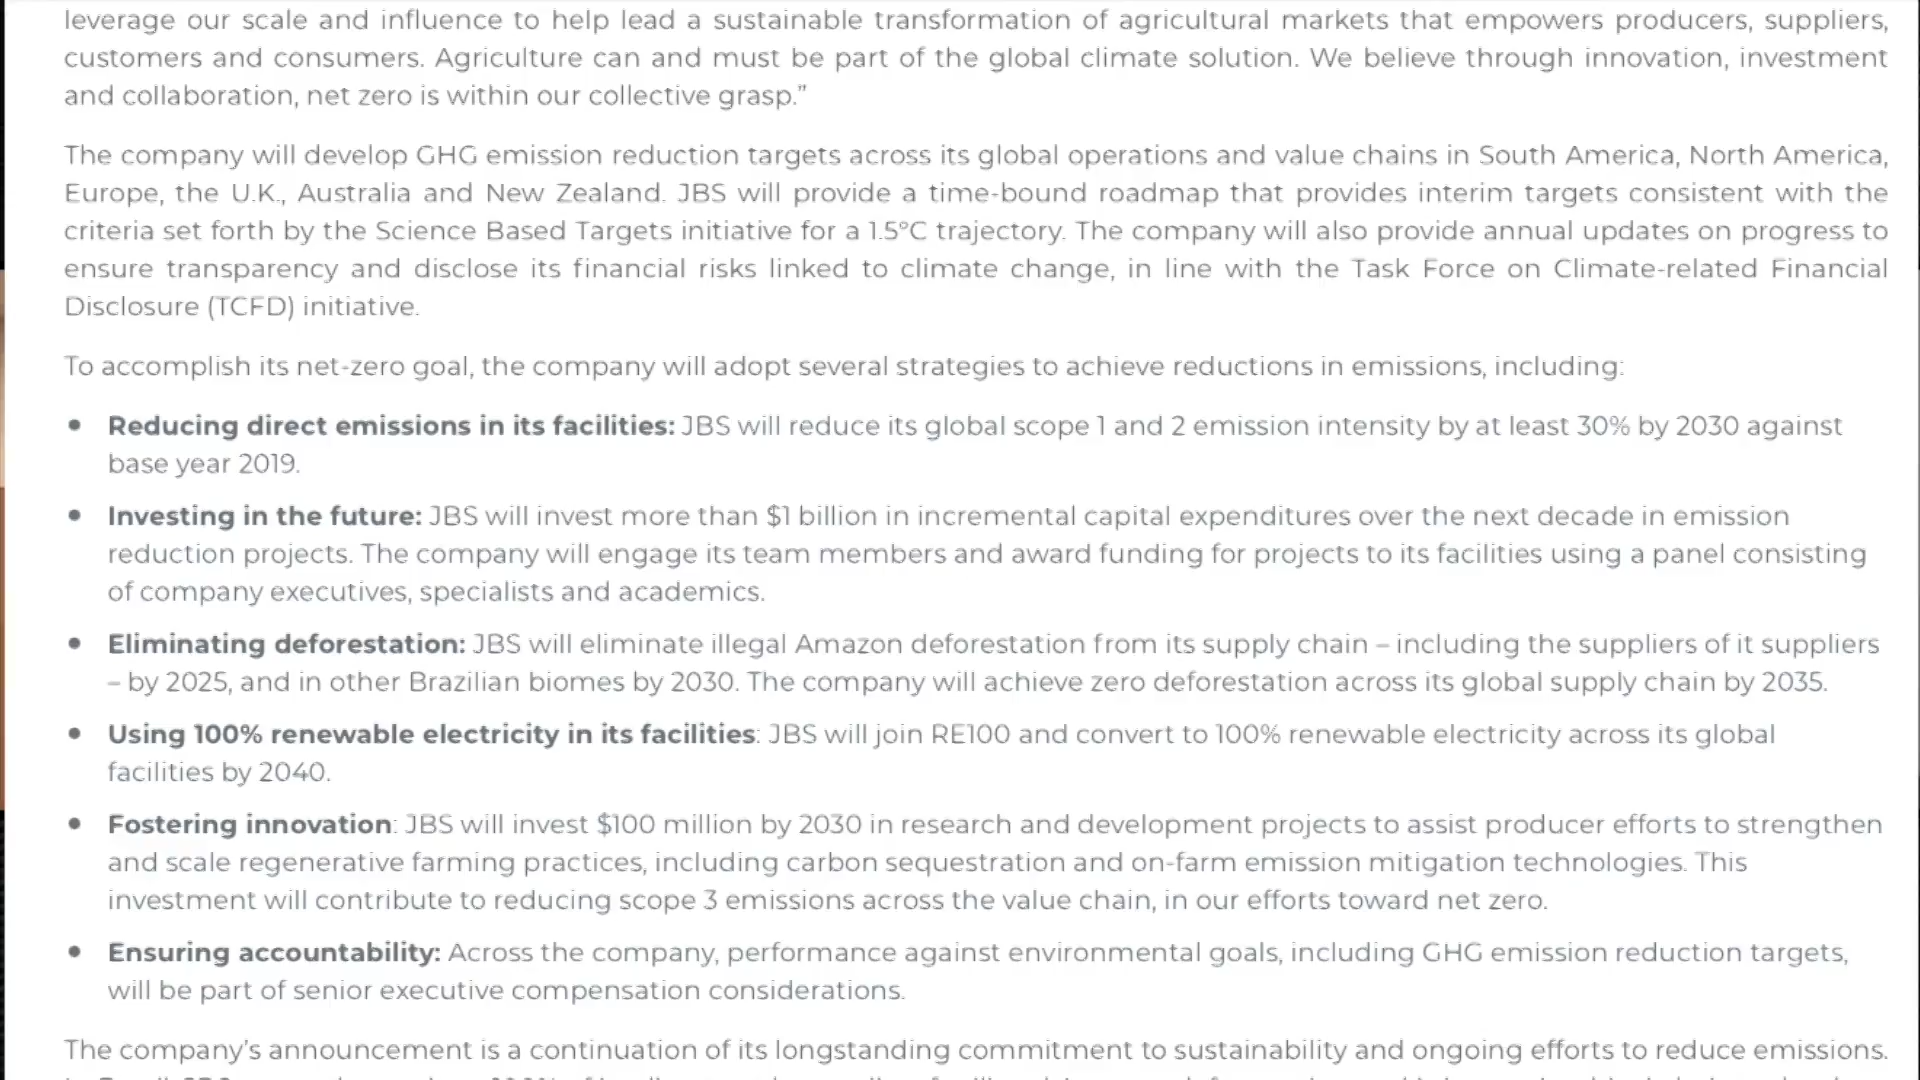 leverage our scale and influence to help lead a sustainable transformation of agricultural markets that empowers producers, suppliers,
customers and consumers. Agriculture can and must be part of the global climate solution. We believe through innovation, investment
and collaboration, net zero is within our collective grasp.”
The company will develop GHG emission reduction targets across its global operations and value chains in South America, North America,
Europe, the U.K., Australia and New Zealand. JBS will provide a time-bound roadmap that provides interim targets consistent with the
criteria set forth by the Science Based Targets initiative for a 1.5°C trajectory. The company will also provide annual updates on progress to
ensure transparency and disclose its financial risks linked to climate change, in line with the Task Force on Climate-related Financial
Disclosure (TCFD) initiative.
To accomplish its net-zero goal, the company will adopt several strategies to achieve reductions in emissions, including:
• Reducing direct emissions in its facilities: JBS will reduce its global scope 1 and 2 emission intensity by at least 30% by 2030 against
base year 2019.
• Investing in the future: JBS will invest more than $1 billion in incremental capital expenditures over the next decade in emission
reduction projects. The company will engage its team members and award funding for projects to its facilities using a panel consisting
of company executives, specialists and academics.
• Eliminating deforestation: JBS will eliminate illegal Amazon deforestation from its supply chain – including the suppliers of it suppliers
– by 2025, and in other Brazilian biomes by 2030. The company will achieve zero deforestation across its global supply chain by 2035.
• Using 100% renewable electricity in its facilities: JBS will join RE100 and convert to 100% renewable electricity across its global
facilities by 2040.
• Fostering innovation: JBS will invest $100 million by 2030 in research and development projects to assist producer efforts to strengthen
and scale regenerative farming practices, including carbon sequestration and on-farm emission mitigation technologies. This
investment will contribute to reducing scope 3 emissions across the value chain, in our efforts toward net zero.
• Ensuring accountability: Across the company, performance against environmental goals, including GHG emission reduction targets,
will be part of senior executive compensation considerations.
The company’s announcement is a continuation of its longstanding commitment to sustainability and ongoing efforts to reduce emissions.